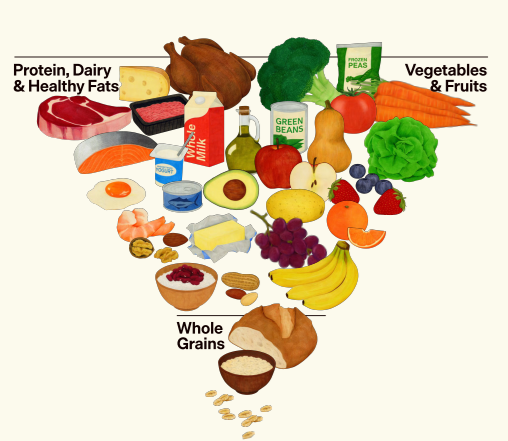 Protein, Dairy
& Healthy Fats
Vegetables
& Fruits
FROZEN
PEAS
GREEN
BEANS
Whole
Milk
YOGURT
Whole
Grains